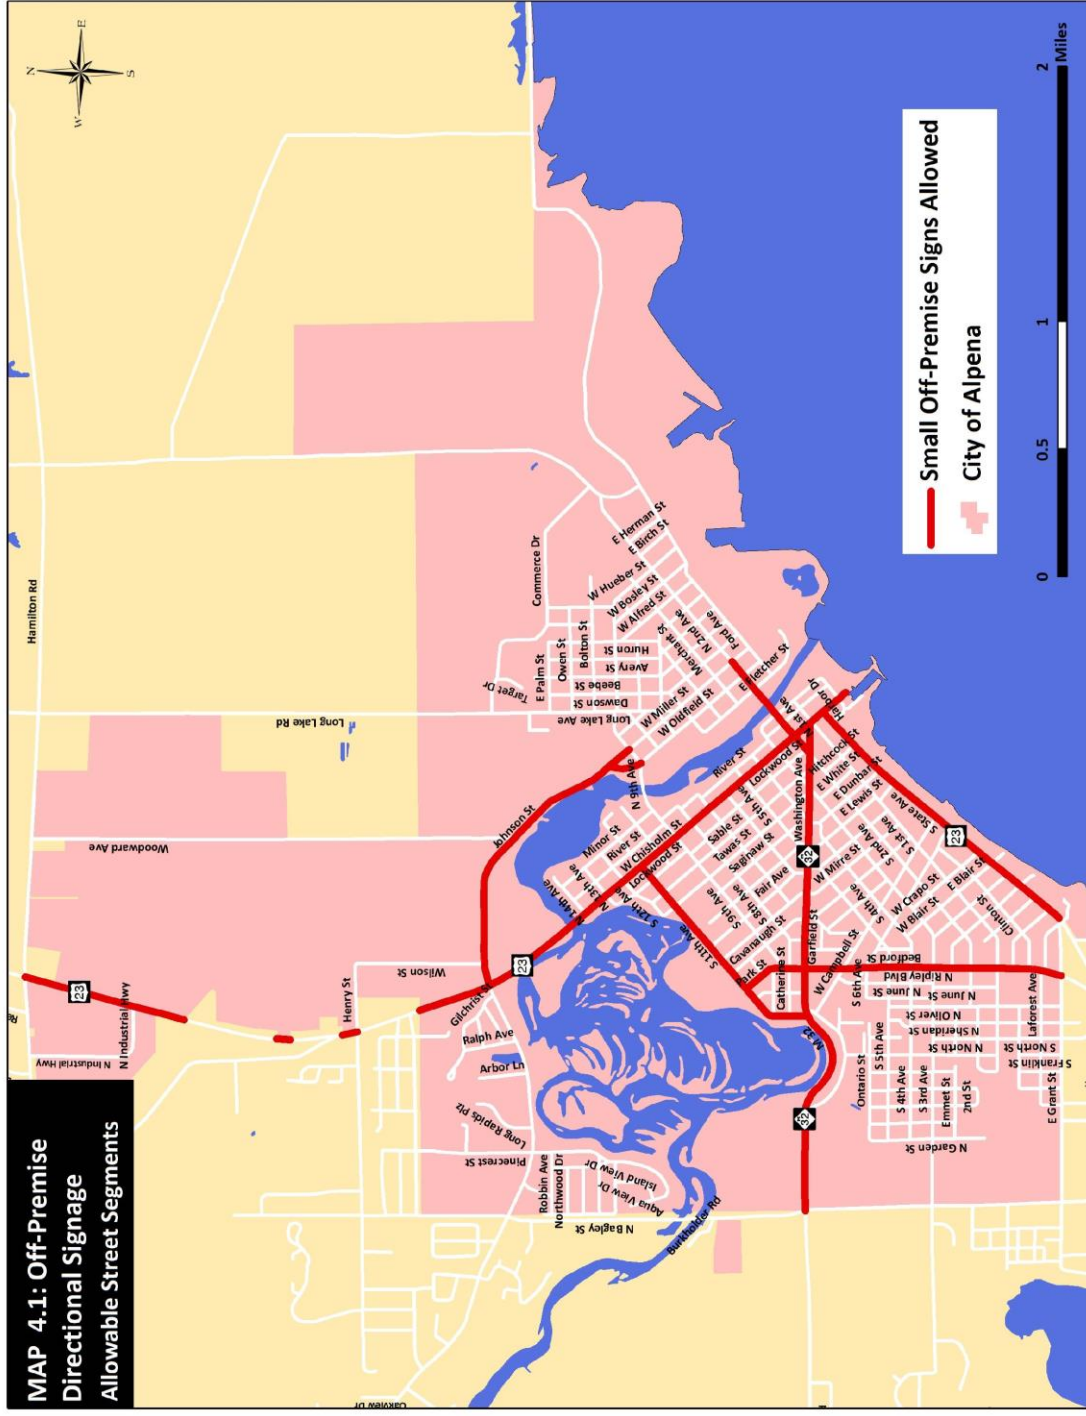 MAP 4.1: Off-Premise
Directional Signage
Allowable Street Segments
N
W
E
S
Small Off-Premise Signs Allowed
City of Alpena
0
0.5
1
2
Miles
Hamilton Rd
N Industrial Hwy
N Industrial Hwy
23
Henry St
Wilson St
Woodward Ave
Long Lake Rd
Gilchrist St
Ralph Ave
Arbor Ln
Long Rapids Plz
Pinecrest St
Robbin Ave
Northwood Dr
Aqua View Dr
Island View Dr
N Bagley St
Burkholder Rd
Oakview Dr
Johnson St
23
Commerce Dr
Target Dr
E Palm St
Owen St
Bolton St
Huron St
Avery St
Beebe St
Dawson St
Long Lake Ave
W Hueber St
W Bosley St
W Alfred St
E Herman St
E Birch St
Merchant St
N 2nd Ave
Ford Ave
W Miller St
W Oldfield St
E Fletcher St
N 9th Ave
Minor St
River St
W Chisholm St
Lockwood St
N 14th Ave
N 13th Ave
S 12th Ave
S 11th Ave
River St
Lockwood St
N 1st Ave
Harbor Dr
Sable St
Tawas St
Saginaw St
S 5th Ave
Washington Ave
Hitchcock St
E White St
E Dunbar St
E Lewis St
S 9th Ave
S 8th Ave
Fair Ave
Cavanaugh St
Park St
Catherine St
Garfield St
32
W Mirre St
S 4th Ave
S 2nd Ave
S 1st Ave
S State Ave
23
W Crapo St
W Blair St
E Blair St
Clinton St
W Campbell St
Bedford St
N Ripley Blvd
S 6th Ave
N June St
N June St
N Oliver St
N Sheridan St
N North St
Laforest Ave
S North St
S Franklin St
E Grant St
M 32
32
Ontario St
S 5th Ave
S 4th Ave
S 3rd Ave
Emmet St
2nd St
N Garden St